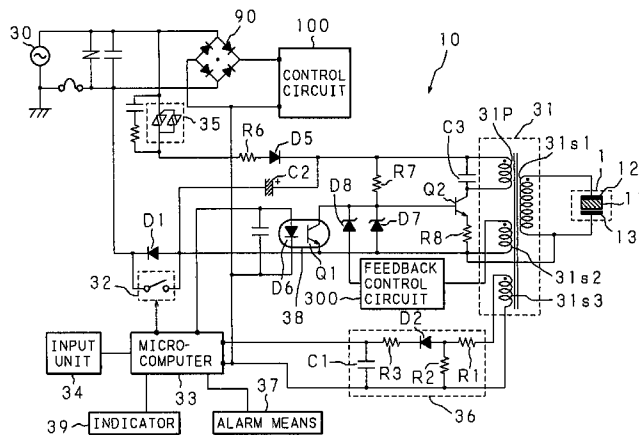 30
90
100
CONTROL
CIRCUIT
10
35
R6
D5
C2
+
D1
32
D6
Q1
38
R7
D8
D7
C3
Q2
R8
31P
31
31s1
1
12
11
13
31s2
31s3
FEEDBACK
CONTROL
CIRCUIT
300
D2
C1
R3
R2
R1
36
INPUT
UNIT
34
MICRO-
COMPUTER
33
37
39
INDICATOR
ALARM MEANS